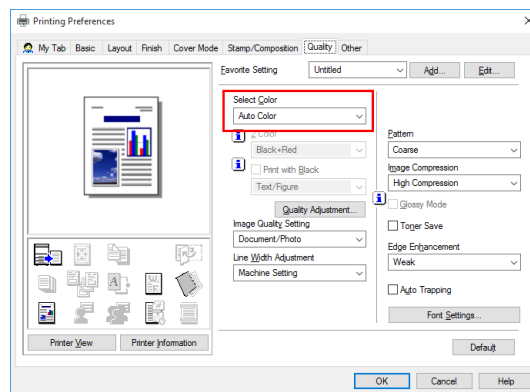 Printing Preferences
My Tab Basic Layout Finish Cover Mode Stamp/Composition Quality Other
Favorite Setting Untitled Add... Edit...
Select Color
Auto Color
2 Color
Black+Red
Print with Black
Text/Figure
Quality Adjustment...
Image Quality Setting
Document/Photo
Line Width Adjustment
Machine Setting
Pattern
Coarse
Image Compression
High Compression
Glossy Mode
Toner Save
Edge Enhancement
Weak
Auto Trapping
Font Settings...
Printer View Printer Information
Default
OK Cancel Help